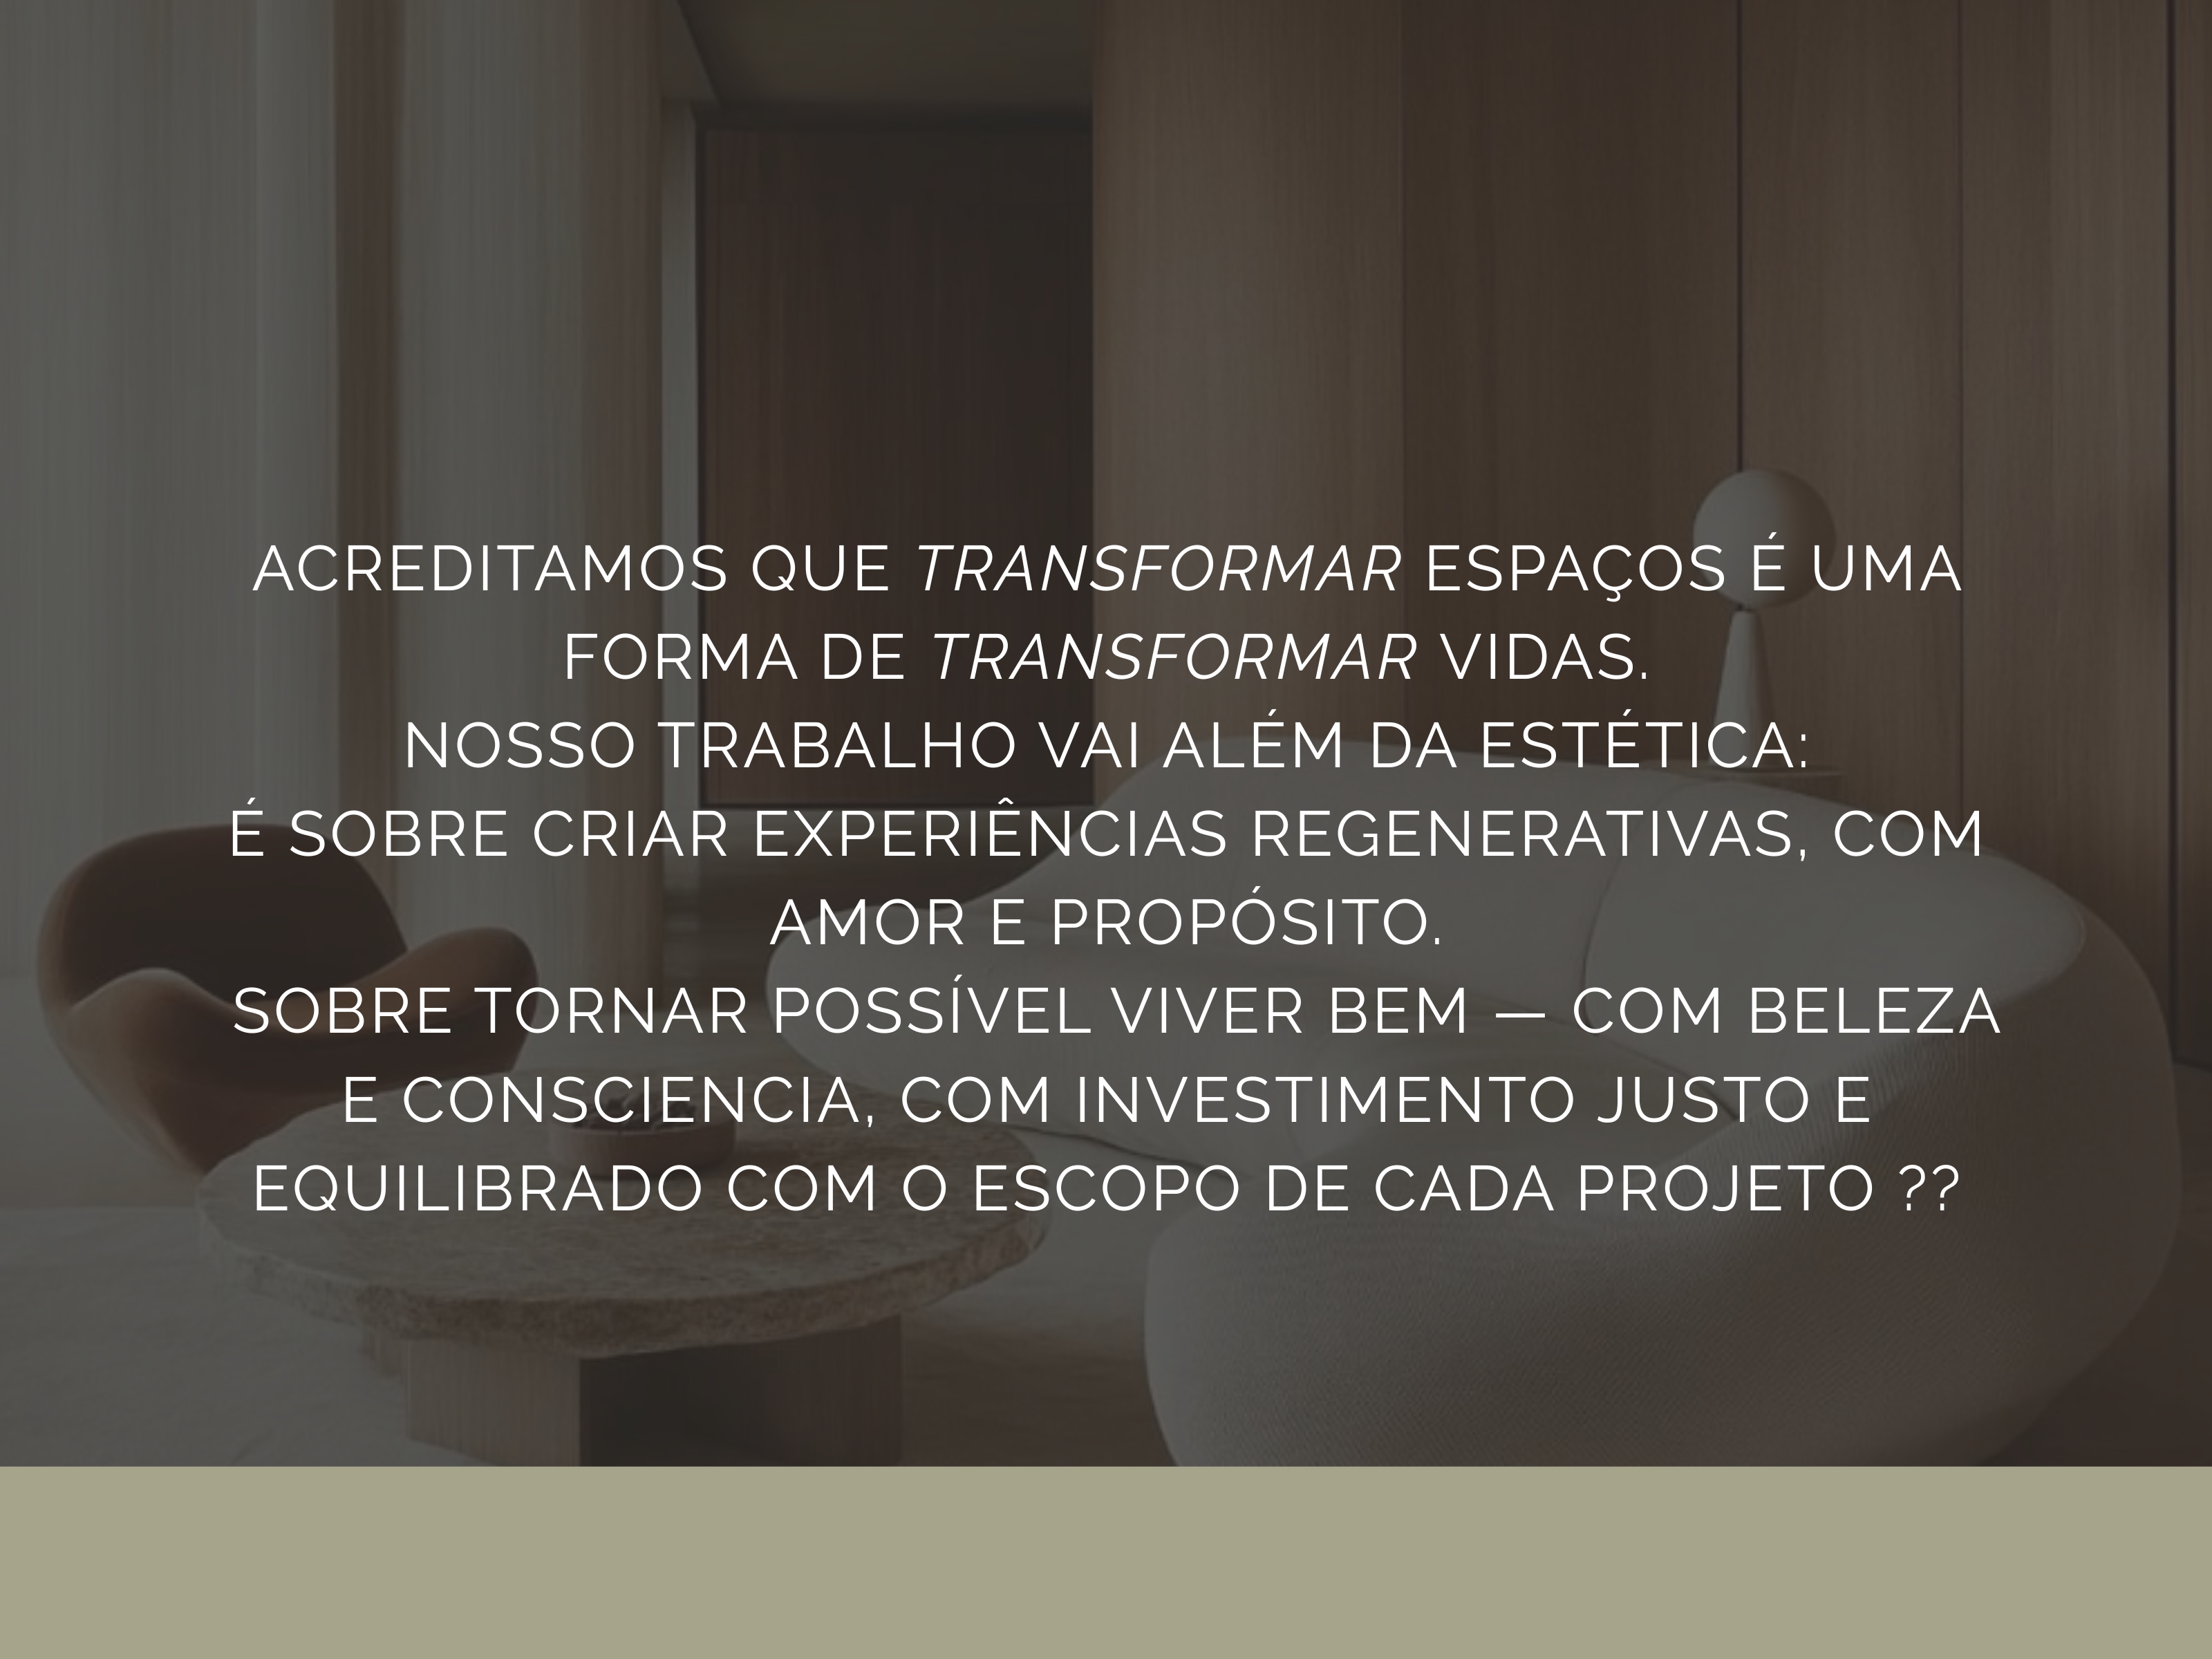 ACREDITAMOS QUE TRANSFORMAR ESPAÇOS É UMA
FORMA DE TRANSFORMAR VIDAS.
NOSSO TRABALHO VAI ALÉM DA ESTÉTICA:
É SOBRE CRIAR EXPERIÊNCIAS REGENERATIVAS, COM
AMOR E PROPÓSITO.
SOBRE TORNAR POSSÍVEL VIVER BEM — COM BELEZA
E CONSCIENCIA, COM INVESTIMENTO JUSTO E
EQUILIBRADO COM O ESCOPO DE CADA PROJETO ??